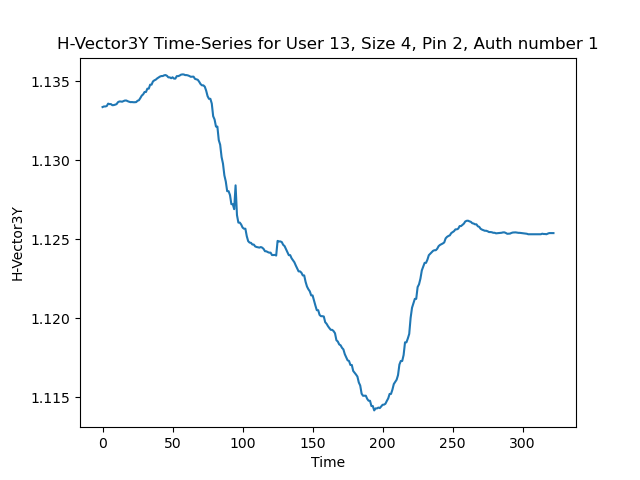 H-Vector3Y Time-Series for User 13, Size 4, Pin 2, Auth number 1
H-Vector3Y
1.135
1.130
1.125
1.120
1.115
0 50 100 150 200 250 300
Time